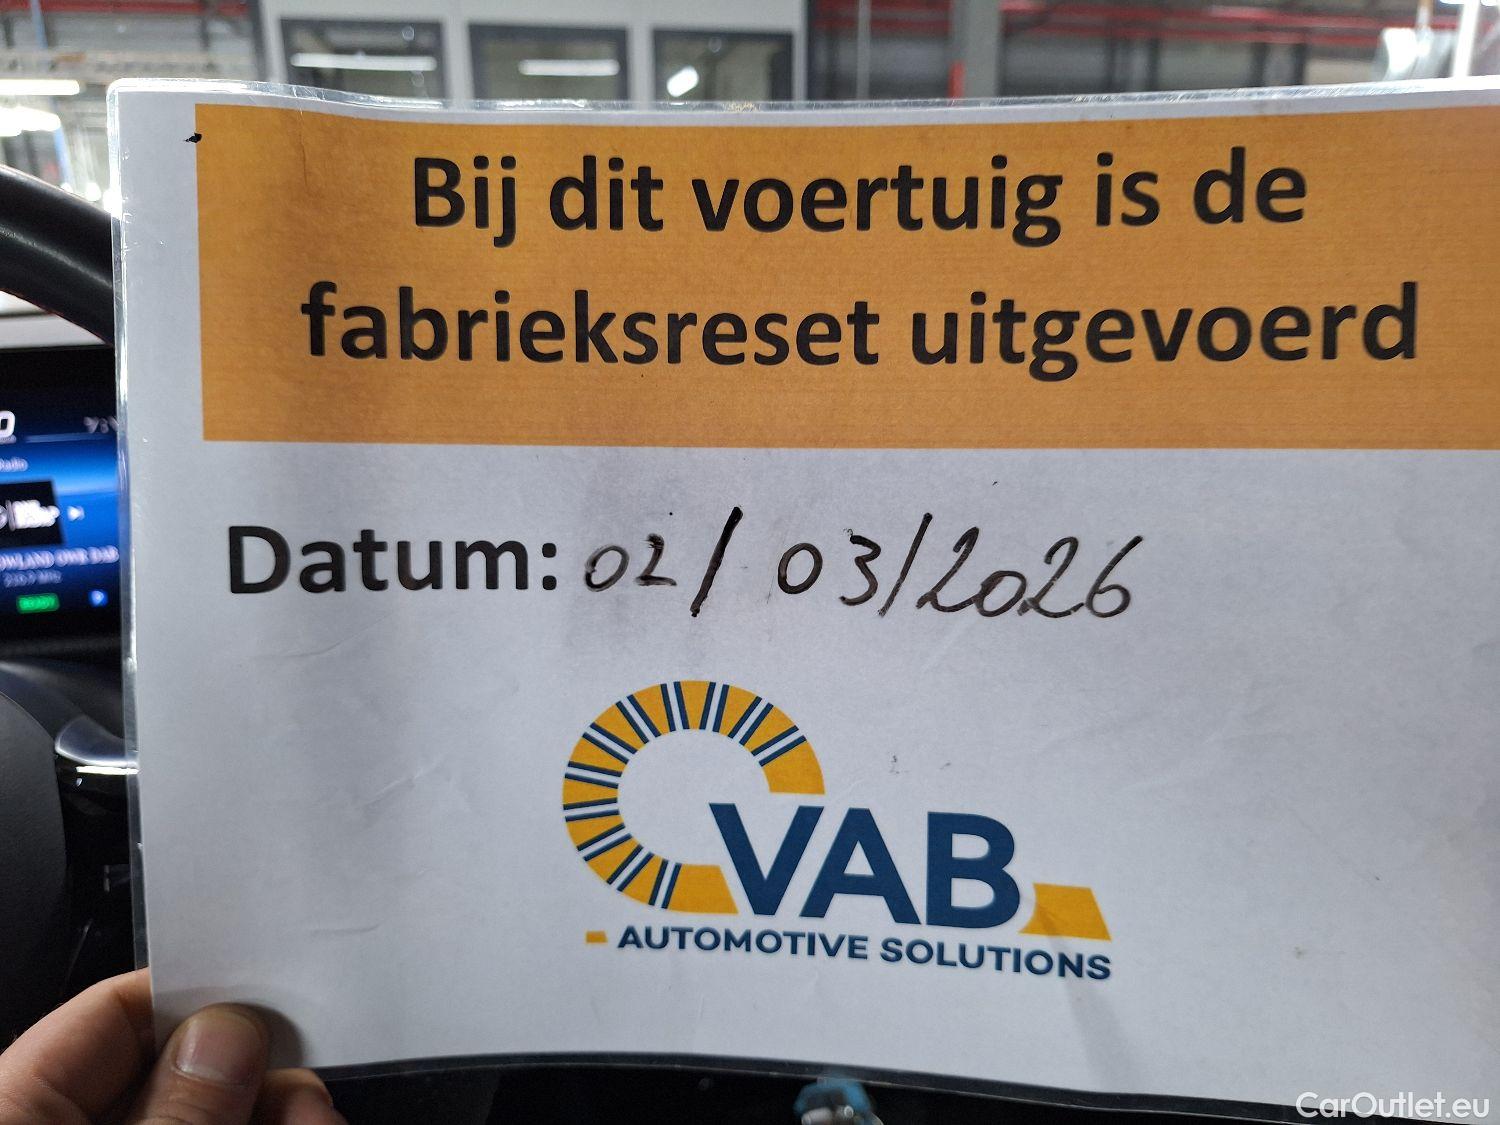 Bij dit voertuig is de
fabrieksreset uitgevoerd
Datum: 02/03/2026
VAB
AUTOMOTIVE SOLUTIONS
CarOutlet.eu